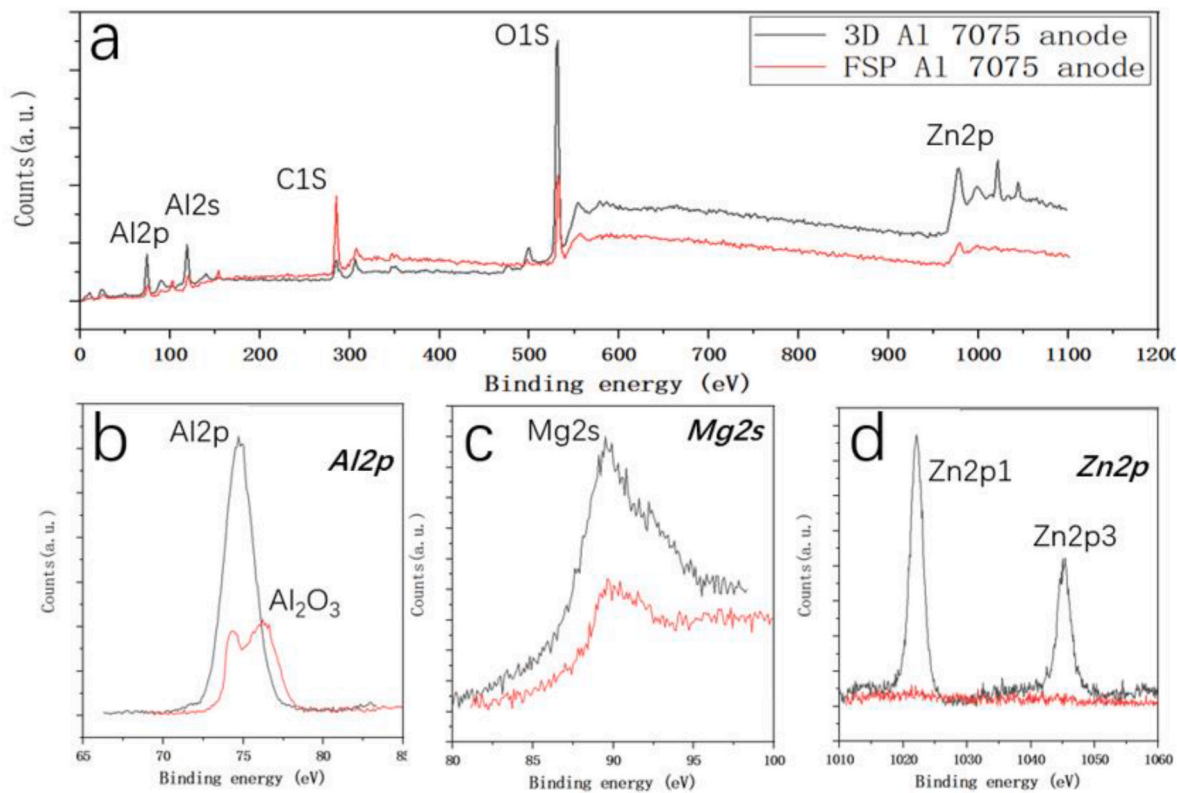 a
O1S
3D Al 7075 anode
FSP Al 7075 anode
Zn2p
C1S
Al2s
Al2p
Counts(a.u.)
0 100 200 300 400 500 600 700 800 900 1000 1100 1200
Binding energy (eV)
b
Al2p
Al2p
Al₂O₃
Counts(a.u.)
65 70 75 80 85
Binding energy (eV)
c
Mg2s
Mg2s
Counts(a.u.)
80 85 90 95 100
Binding energy (eV)
d
Zn2p
Zn2p1
Zn2p3
Counts(a.u.)
1010 1020 1030 1040 1050 1060
Binding energy (eV)